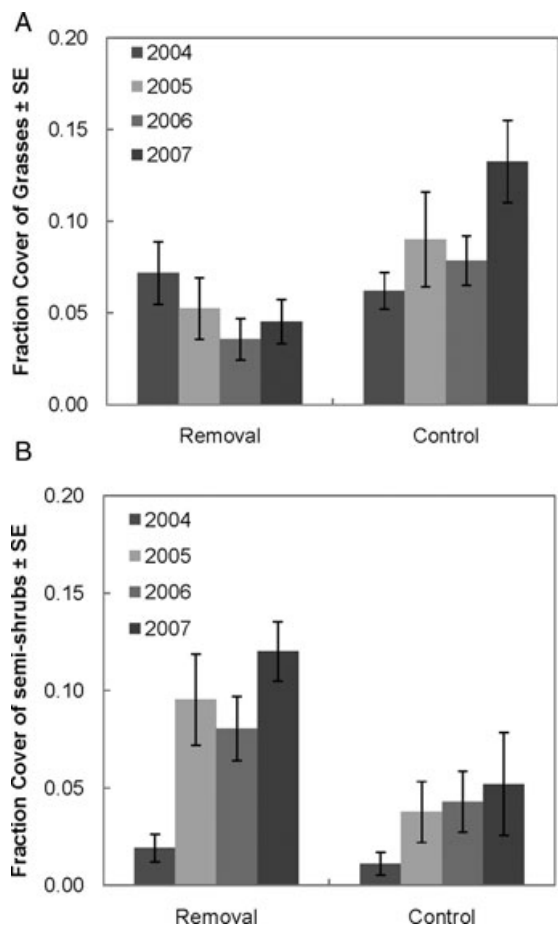 A
Fraction Cover of Grasses ± SE
0.20
0.15
0.10
0.05
0.00
2004
2005
2006
2007
Removal
Control
B
Fraction Cover of semi-shrubs ± SE
0.20
0.15
0.10
0.05
0.00
2004
2005
2006
2007
Removal
Control